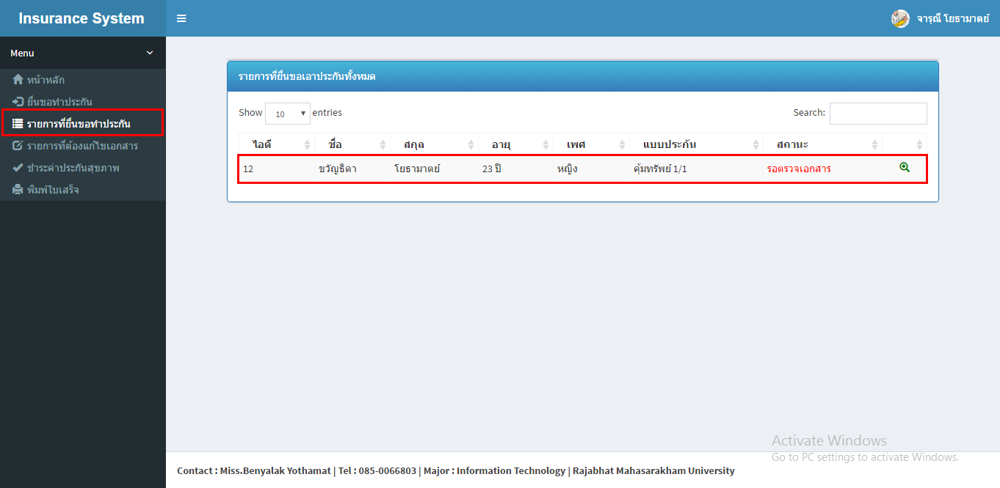 Insurance System
จารุณี โยธามาตย์
Menu
หน้าหลัก
ยื่นขอทำประกัน
รายการที่ยื่นขอทำประกัน
รายการที่ต้องแก้ไขเอกสาร
ชำระค่าประกันสุขภาพ
พิมพ์ใบเสร็จ
รายการที่ยื่นขอเอาประกันทั้งหมด
Show 10 entries Search:
ไอดี ชื่อ สกุล อายุ เพศ แบบประกัน สถานะ
12 ขวัญธิดา โยธามาตย์ 23 ปี หญิง คุ้มทรัพย์ 1/1 รอตรวจเอกสาร
Activate Windows
Go to PC settings to activate Windows.
Contact : Miss.Benyalak Yothamat | Tel : 085-0066803 | Major : Information Technology | Rajabhat Mahasarakham University